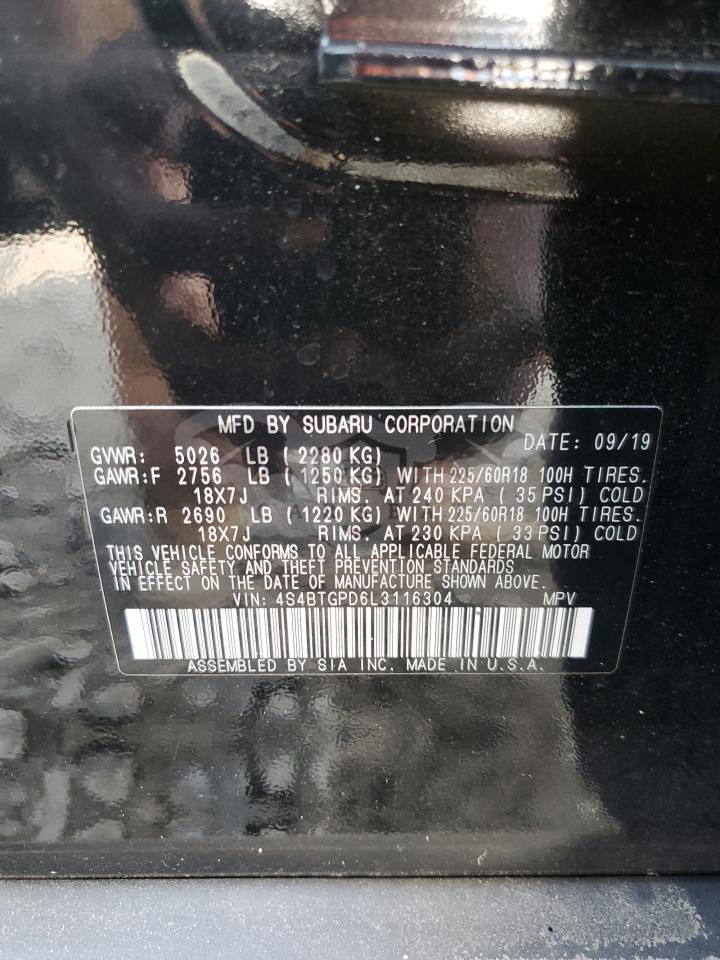 MFD BY SUBARU CORPORATION
DATE: 09/19
GVWR: 5026 LB ( 2280 KG)
GAWR:F 2756 LB ( 1250 KG) WITH 225/60R18 100H TIRES.
18X7J RIMS. AT 240 KPA ( 35 PSI) COLD
GAWR:R 2690 LB ( 1220 KG) WITH 225/60R18 100H TIRES.
18X7J RIMS. AT 230 KPA ( 33 PSI) COLD
THIS VEHICLE CONFORMS TO ALL APPLICABLE FEDERAL MOTOR
VEHICLE SAFETY AND THEFT PREVENTION STANDARDS
IN EFFECT ON THE DATE OF MANUFACTURE SHOWN ABOVE.
VIN: 4S4BTGPD6L3116304 MPV
ASSEMBLED BY SIA INC. MADE IN U.S.A.